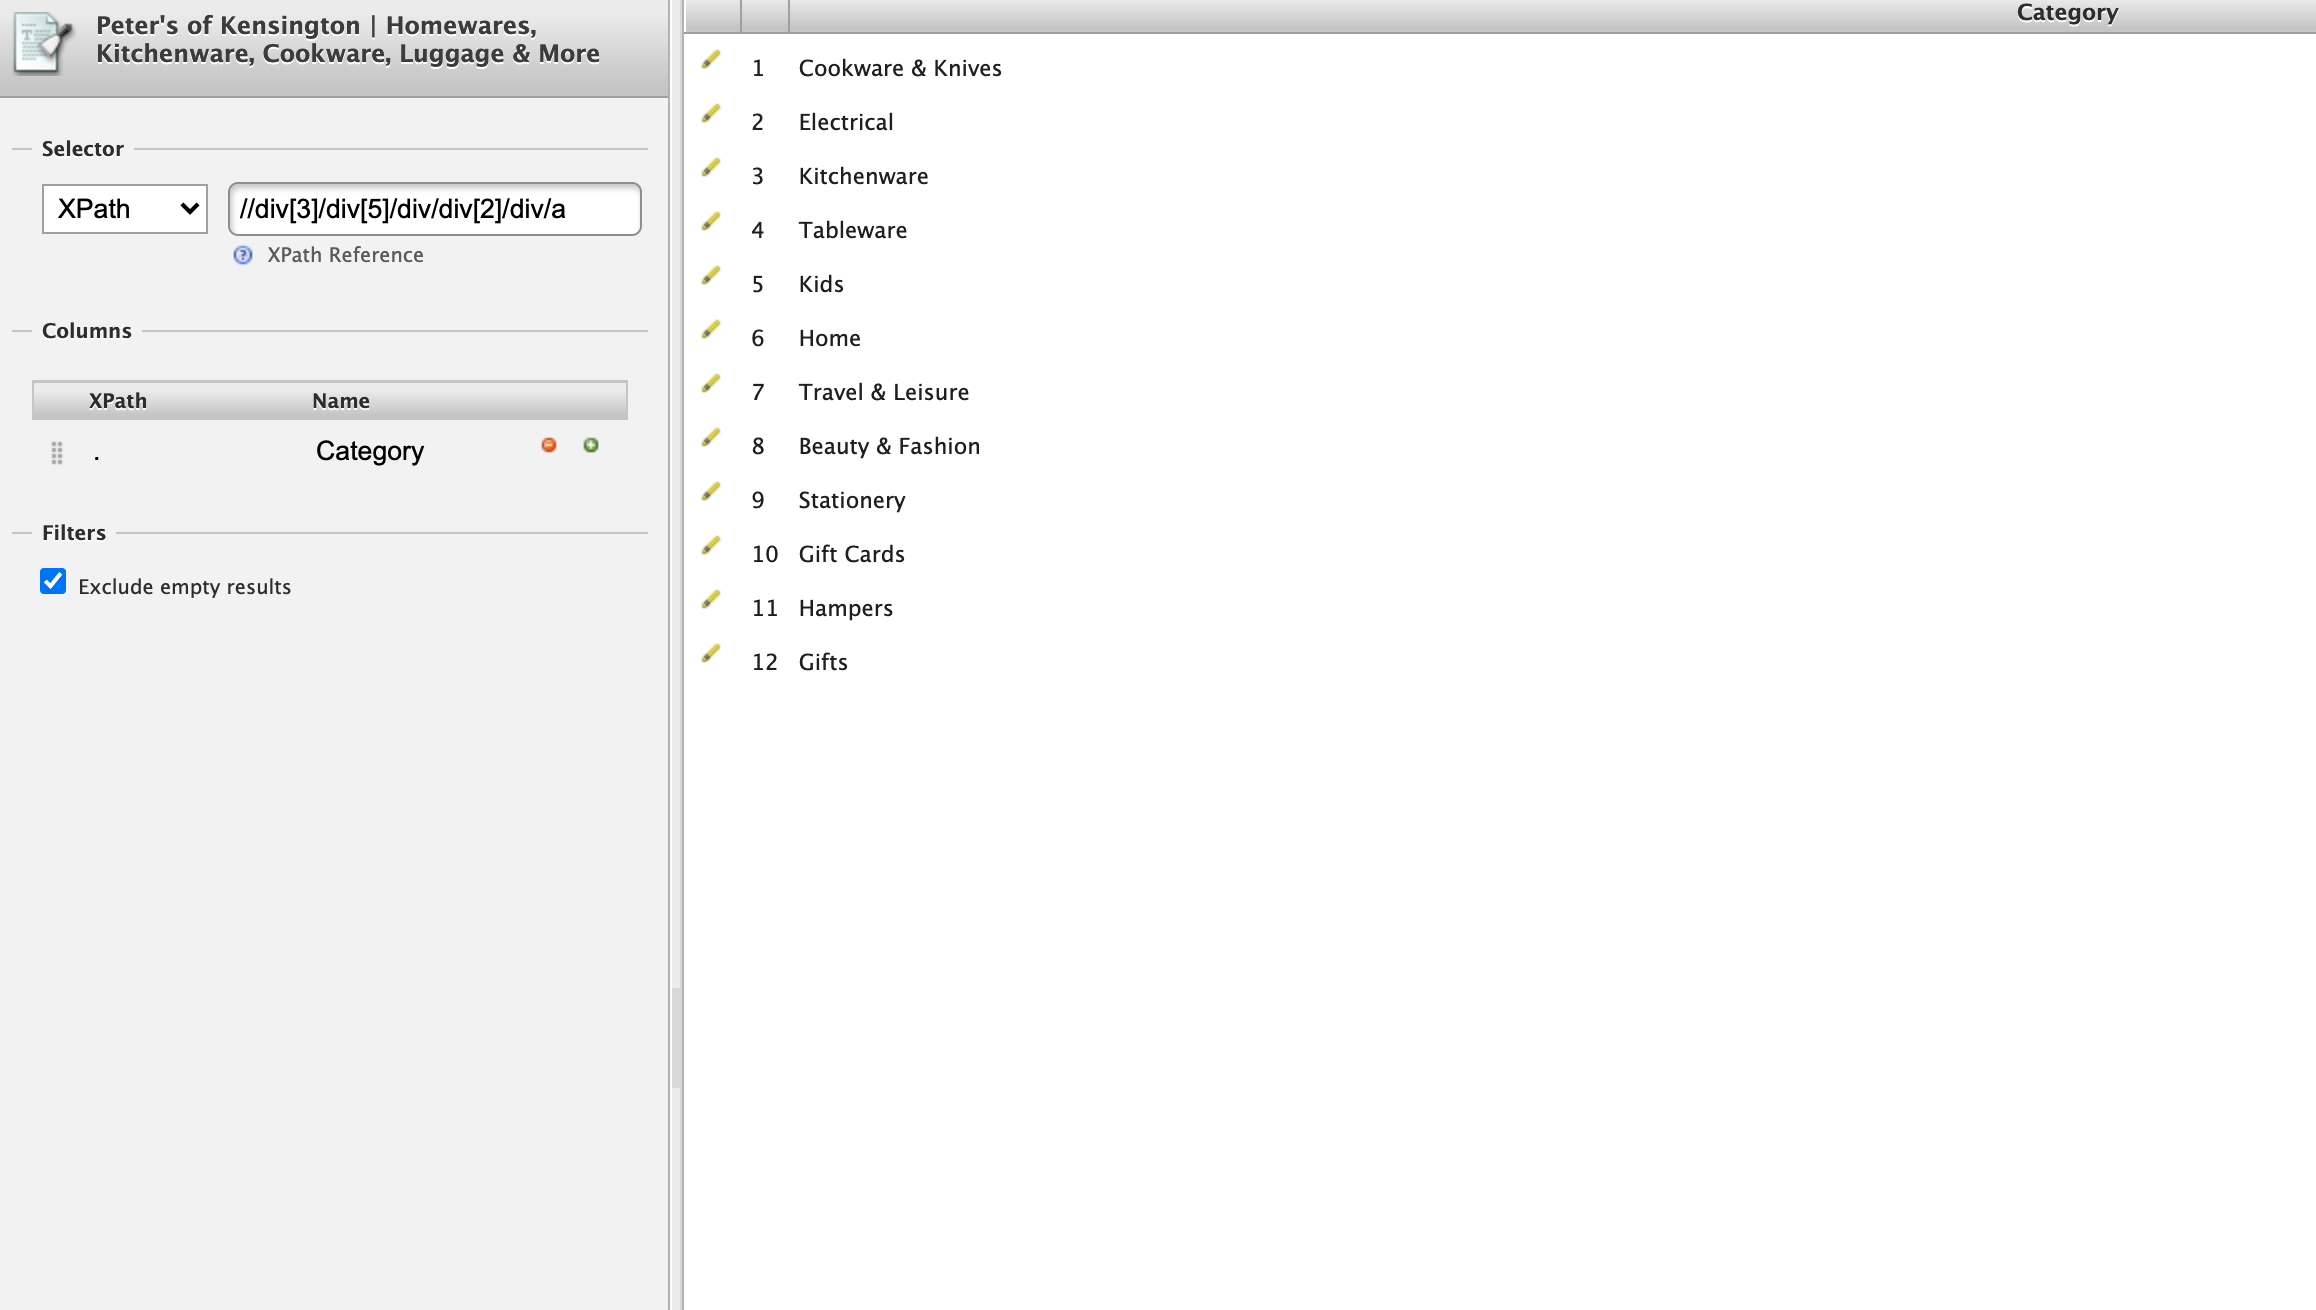 Peter's of Kensington | Homewares,
Kitchenware, Cookware, Luggage & More
Selector
XPath
//div[3]/div[5]/div/div[2]/div/a
XPath Reference
Columns
XPath Name
. Category
Filters
Exclude empty results
Category
1 Cookware & Knives
2 Electrical
3 Kitchenware
4 Tableware
5 Kids
6 Home
7 Travel & Leisure
8 Beauty & Fashion
9 Stationery
10 Gift Cards
11 Hampers
12 Gifts